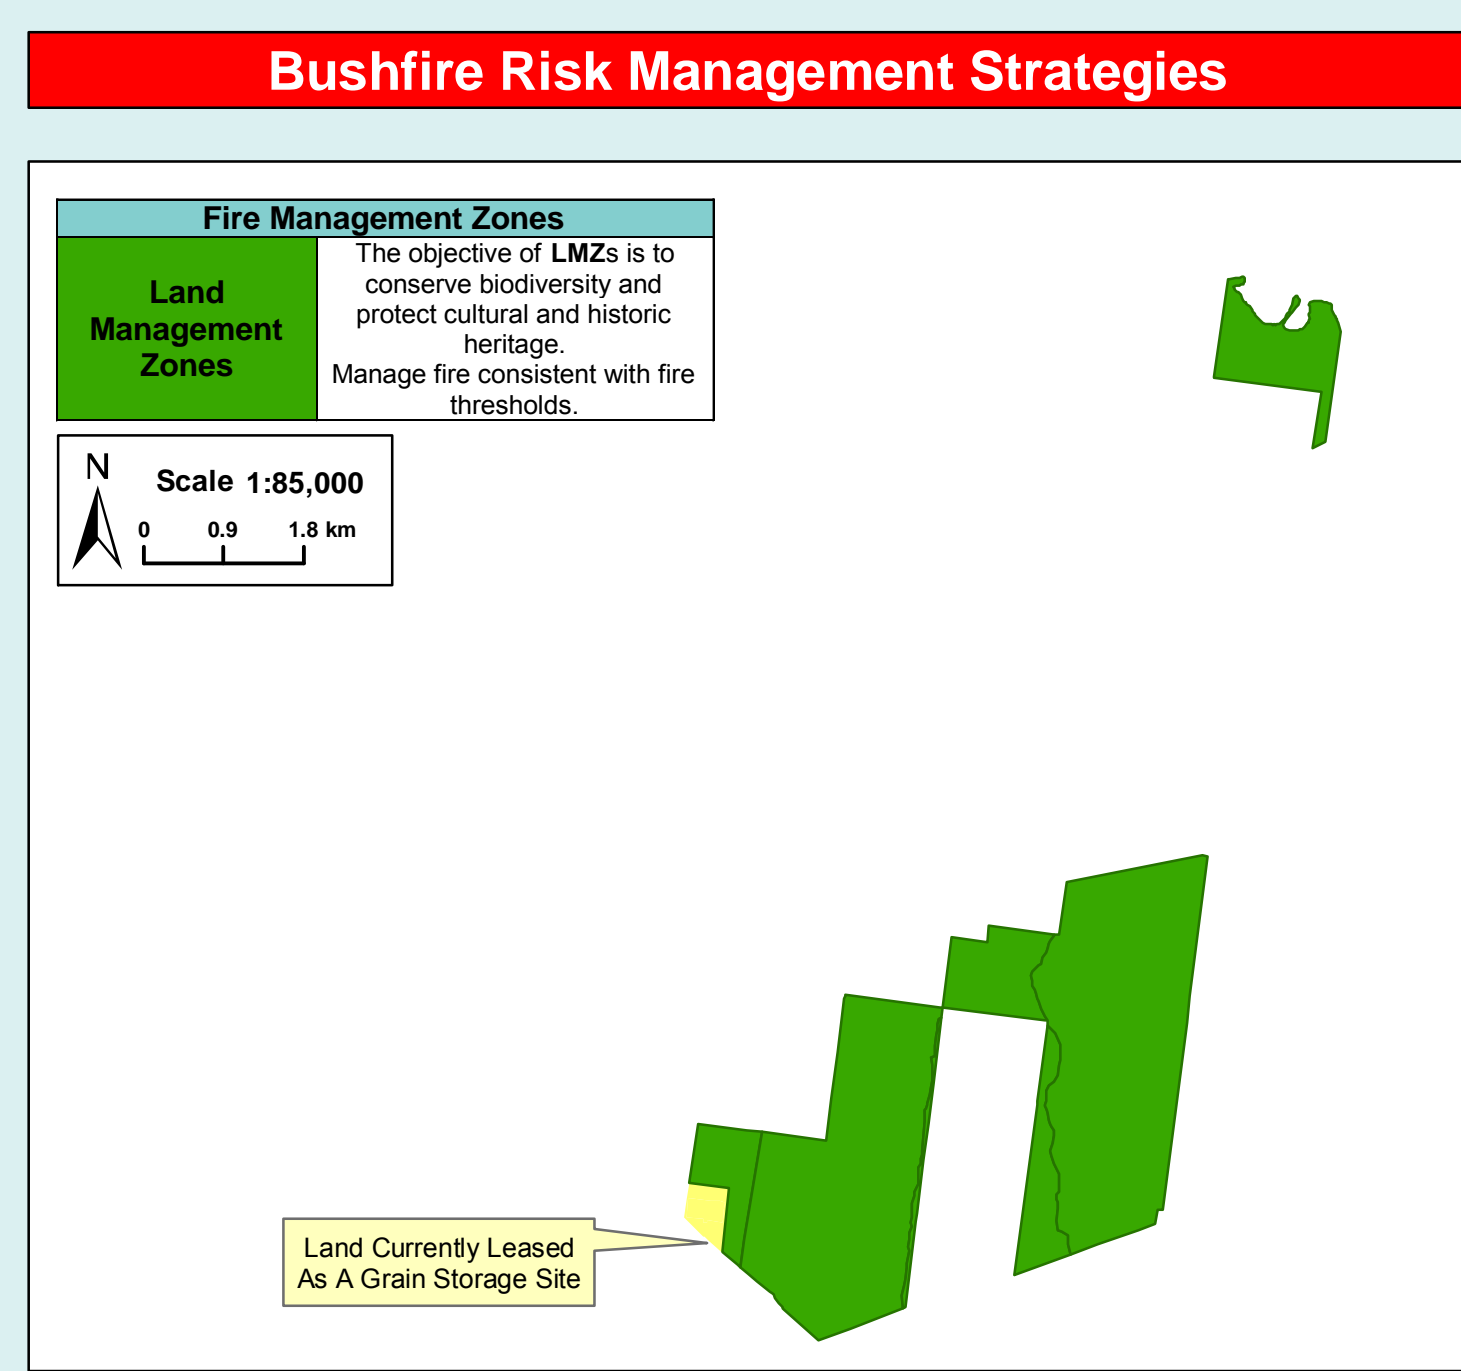 Bushfire Risk Management Strategies
Fire Management Zones
Land
Management
Zones
The objective of LMZs is to
conserve biodiversity and
protect cultural and historic
heritage.
Manage fire consistent with fire
thresholds.
N
Scale 1:85,000
0 0.9 1.8 km
Land Currently Leased
As A Grain Storage Site